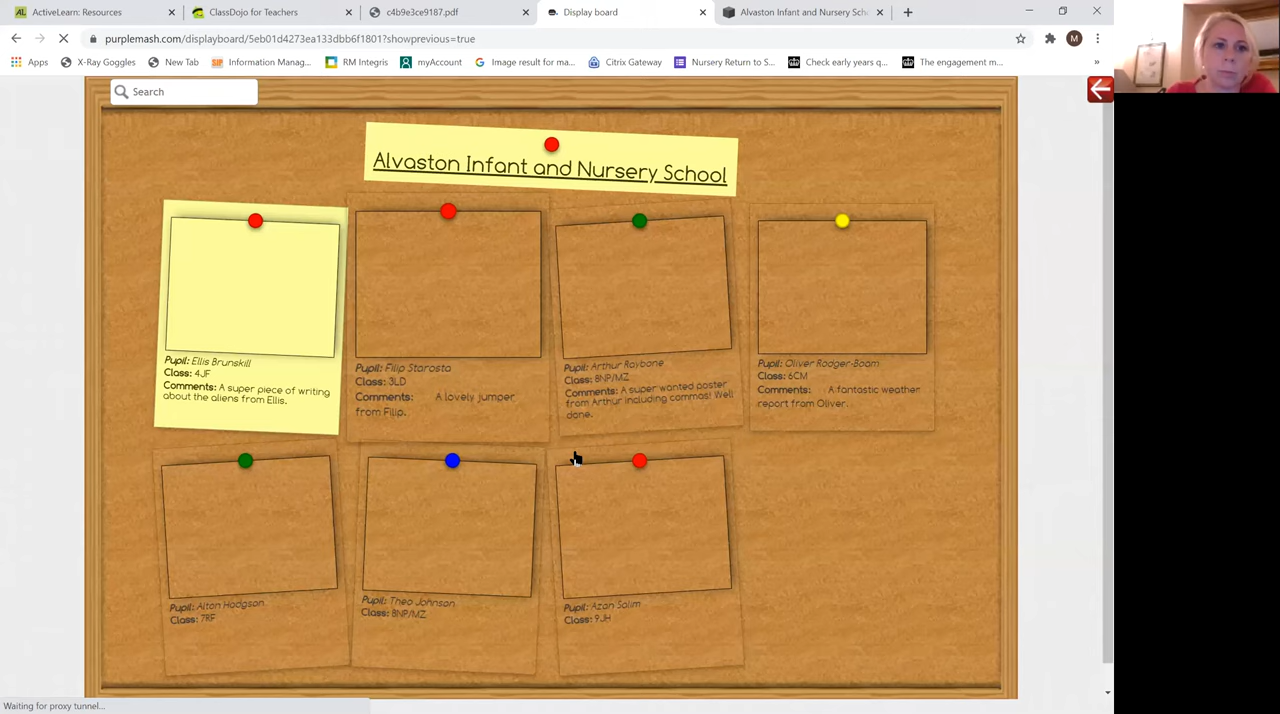 ActiveLearn: Resources
ClassDojo for Teachers
c4b9e3ce9187.pdf
Display board
Alvaston Infant and Nursery Scho
purplemash.com/displayboard/5eb01d4273ea133dbb6f1801?showprevious=true
M
Apps
X-Ray Goggles
New Tab
Information Manag...
RM Integris
myAccount
Image result for ma...
Citrix Gateway
Nursery Return to S...
Check early years q...
The engagement m...
Search
Alvaston Infant and Nursery School
Pupil: Ellis Brunskill
Class: 4JF
Comments: A super piece of writing
about the aliens from Ellis.
Pupil: Filip Starosta
Class: 3LD
Comments: A lovely jumper
from Filip.
Pupil: Arthur Raybone
Class: 8NP/MZ
Comments: A super wanted poster
from Arthur including commas! Well
done.
Pupil: Oliver Rodger-Boam
Class: 6CM
Comments: A fantastic weather
report from Oliver.
Pupil: Alton Hodgson
Class: 7RF
Pupil: Theo Johnson
Class: 8NP/MZ
Pupil: Azan Salim
Class: 9JH
Waiting for proxy tunnel...